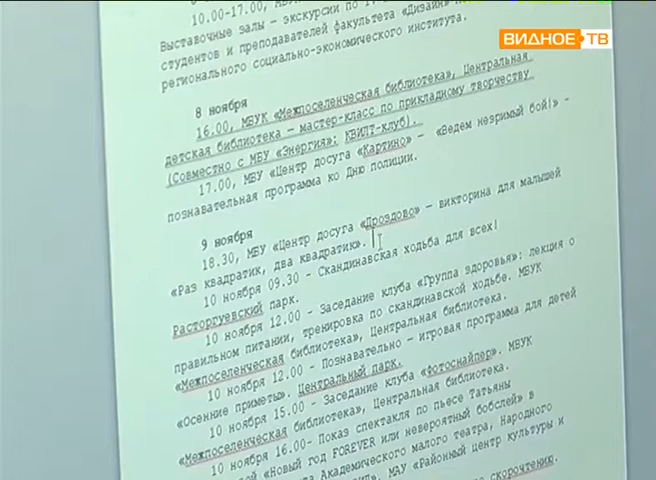 10.00-17.00,
ВИДНОЕ ТВ
Выставочные залы – экскурсии по
студентов и преподавателей факультета «Дизайн»
регионального социально-экономического института.
8 ноября
16.00, МБУК «Межпоселенческая библиотека», Центральная
детская библиотека – мастер-класс по прикладному творчеству
(Совместно с МБУ «Энергия»: КВИЛТ-клуб).
17.00, МБУ «Центр досуга «Картино» – «Ведем незримый бой!» -
познавательная программа ко Дню полиции.
9 ноября
18.30, МБУ «Центр досуга «Дроздово» – викторина для малышей
«Раз квадратик, два квадратик».
10 ноября 09.30 - Скандинавская ходьба для всех!
Расторгуевский парк.
10 ноября 12.00 - Заседание клуба «Группа здоровья»: лекция о
правильном питании, тренировка по скандинавской ходьбе. МБУК
«Межпоселенческая библиотека», Центральная библиотека.
10 ноября 12.00 - Познавательно – игровая программа для детей
«Осенние приметы». Центральный парк.
10 ноября 15.00 - Заседание клуба «Фотоснайпер». МБУК
«Межпоселенческая библиотека», Центральная библиотека.
10 ноября 16.00- Показ спектакля по пьесе Татьяны
«Новый год FOREVER или невероятный бобслей» в
Академического малого театра, Народного
МАУ «Районный центр культуры и
скорочтению.